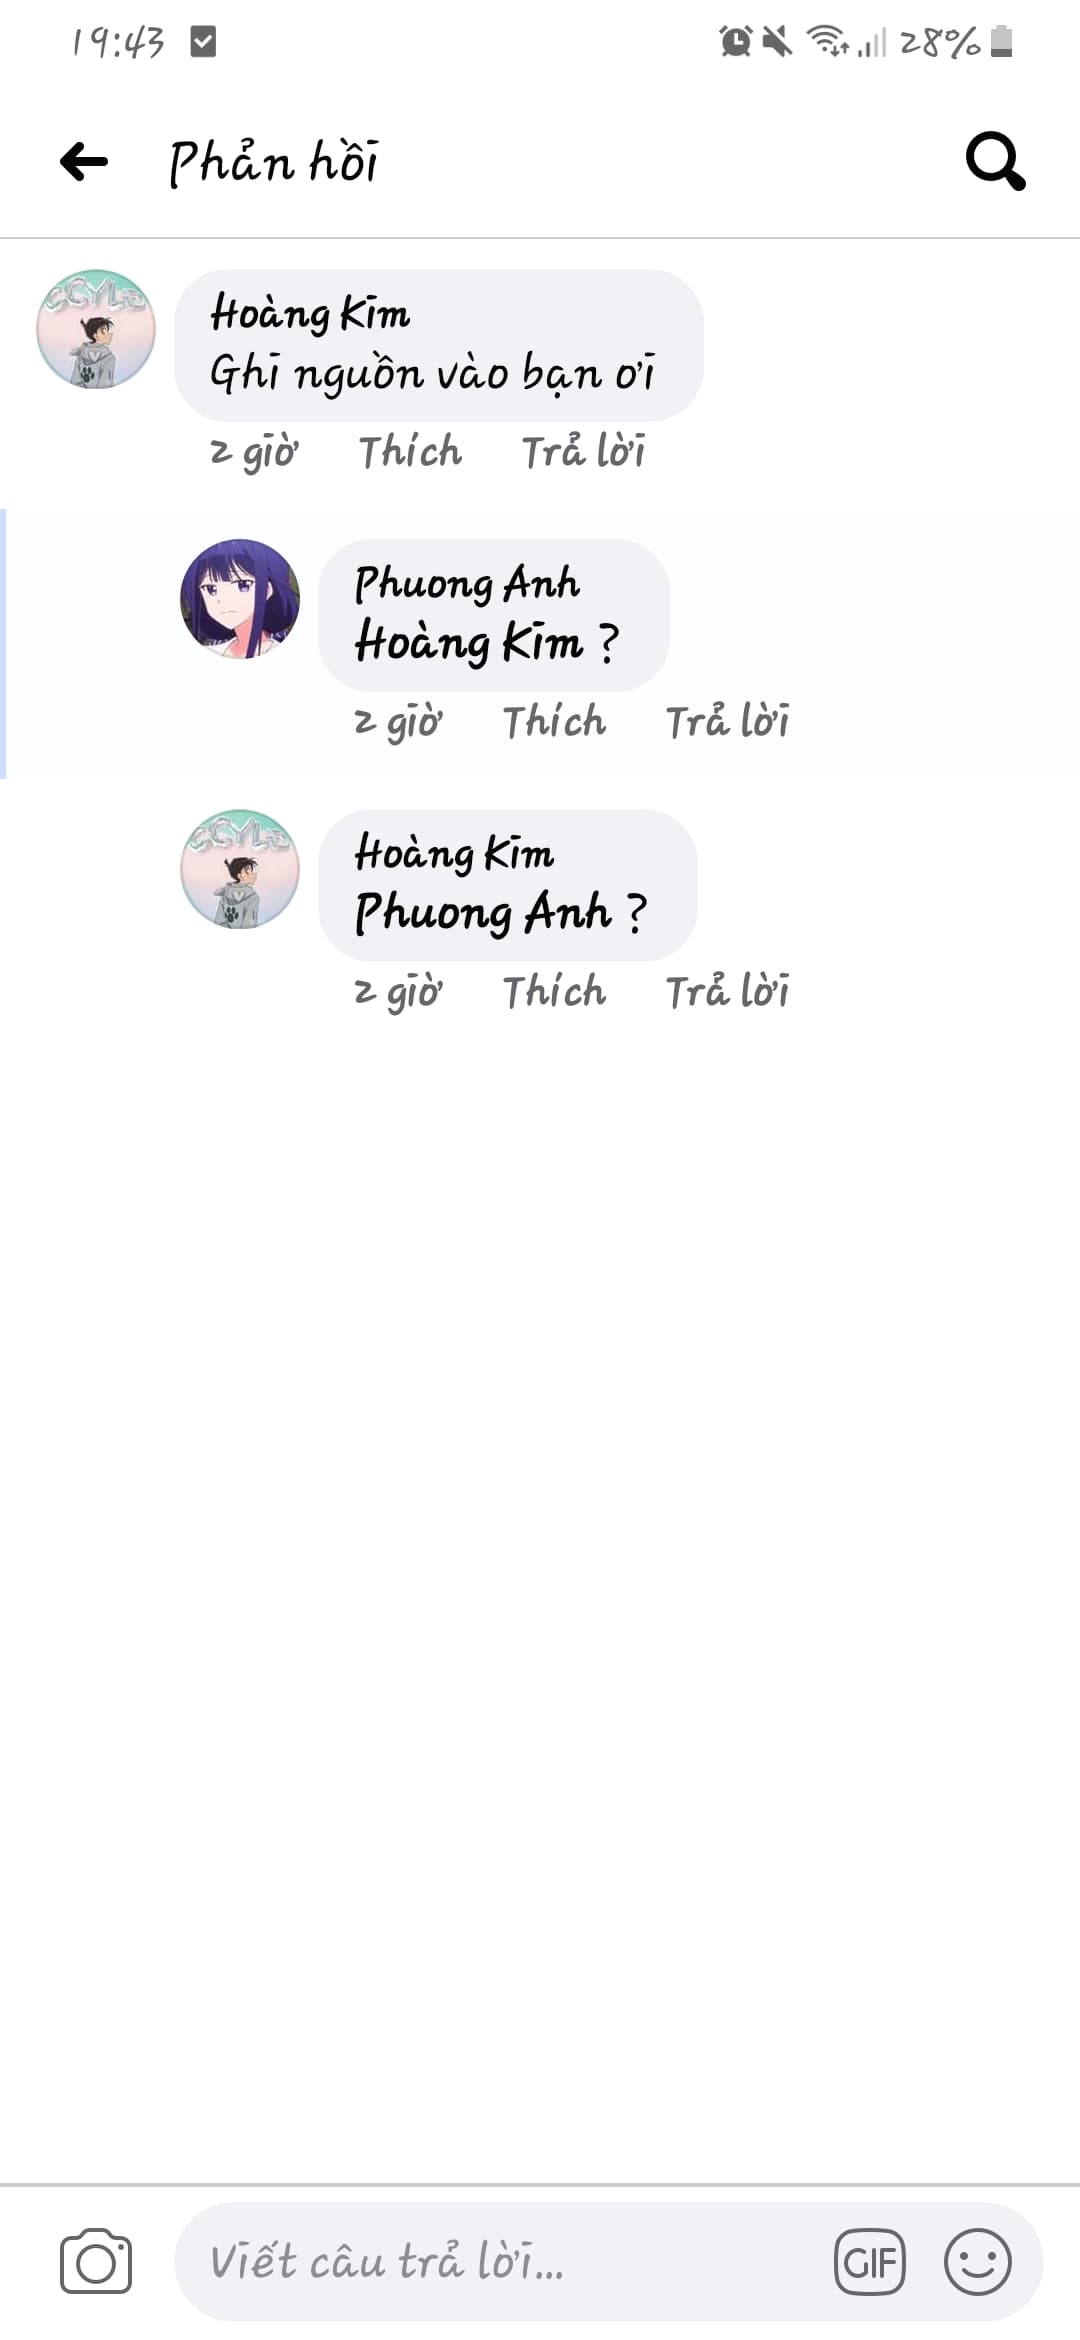 19:43 28%
Phản hồi
Hoàng Kim
Ghi nguồn vào bạn ơi
2 giờ Thích Trả lời
Phuong Anh
Hoàng Kim ?
2 giờ Thích Trả lời
Hoàng Kim
Phuong Anh ?
2 giờ Thích Trả lời
Viết câu trả lời...
GIF